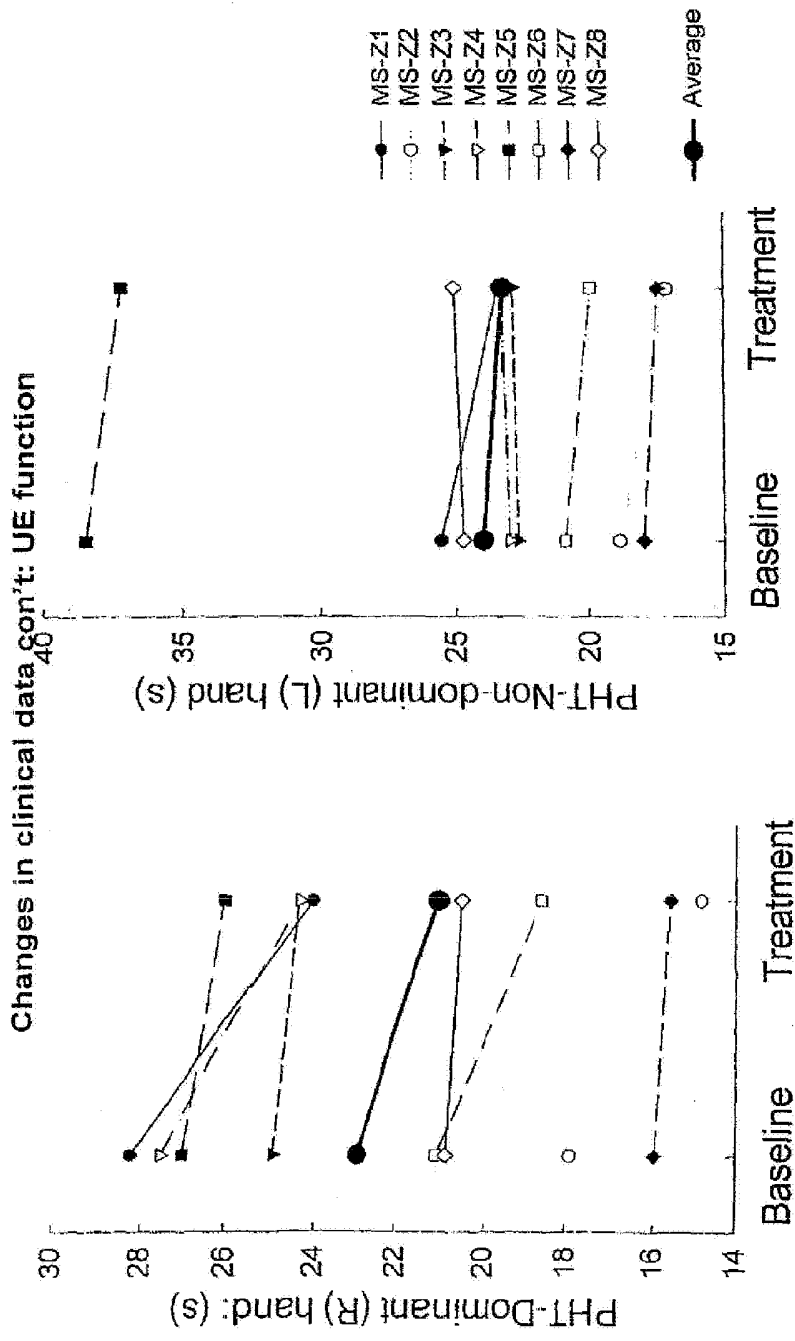 Changes in clinical data con't: UE function
PHT-Dominant (R) hand: (s)
30
28
26
24
22
20
18
16
14
Baseline
Treatment
PHT-Non-dominant (L) hand (s)
40
35
30
25
20
15
Baseline
Treatment
MS-Z1
MS-Z2
MS-Z3
MS-Z4
MS-Z5
MS-Z6
MS-Z7
MS-Z8
Average